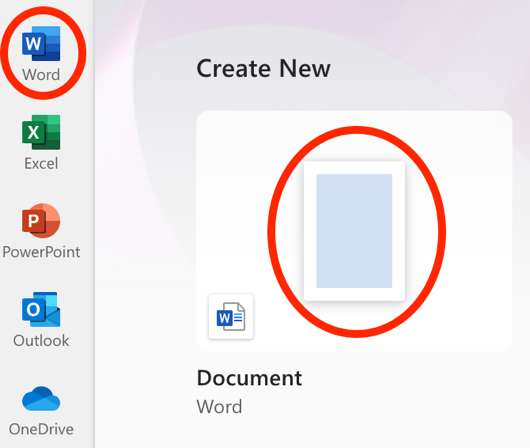 Word
Excel
PowerPoint
Outlook
OneDrive
Create New
Document
Word